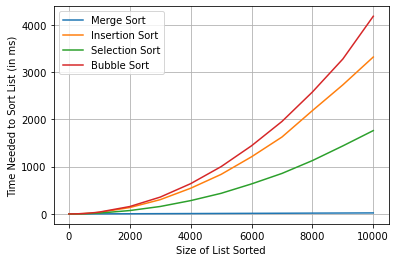 Merge Sort
Insertion Sort
Selection Sort
Bubble Sort
Time Needed to Sort List (in ms)
4000
3000
2000
1000
0
0 2000 4000 6000 8000 10000
Size of List Sorted